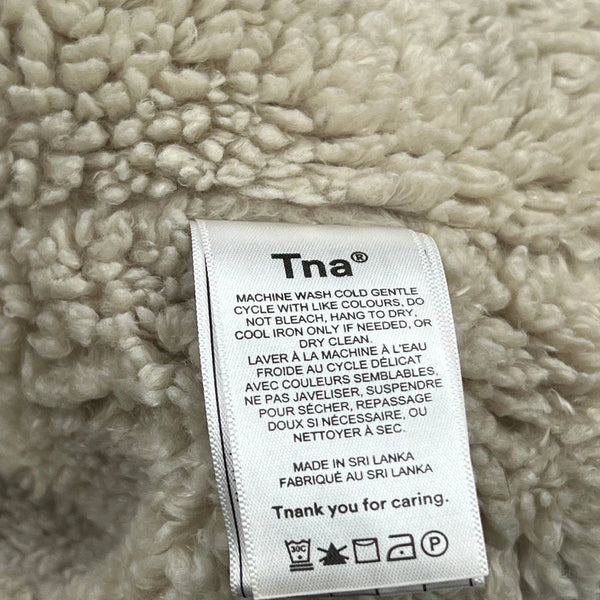 Tna®
MACHINE WASH COLD GENTLE
CYCLE WITH LIKE COLOURS, DO
NOT BLEACH, HANG TO DRY,
COOL IRON ONLY IF NEEDED, OR
DRY CLEAN.
LAVER À LA MACHINE À L'EAU
FROIDE AU CYCLE DÉLICAT
AVEC COULEURS SEMBLABLES,
NE PAS JAVELISER, SUSPENDRE
POUR SÉCHER, REPASSAGE
DOUX SI NÉCESSAIRE, OU
NETTOYER À SEC.
MADE IN SRI LANKA
FABRIQUÉ AU SRI LANKA
Tnank you for caring.
30C P